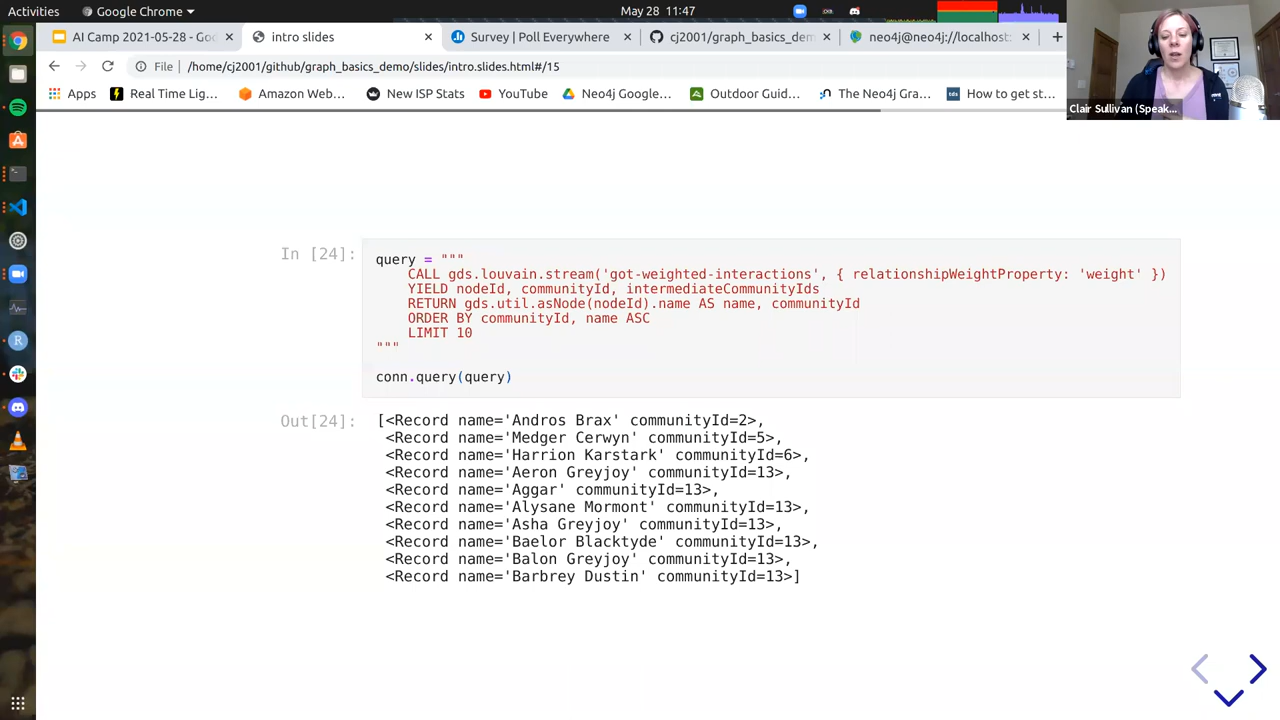 Activities
Google Chrome
May 28 11:47
AI Camp 2021-05-28 - Goo
intro slides
Survey | Poll Everywhere
cj2001/graph_basics_dem
neo4j@neo4j://localhost:
File
/home/cj2001/github/graph_basics_demo/slides/intro.slides.html#/15
Apps
Real Time Lig...
Amazon Web...
New ISP Stats
YouTube
Neo4j Google...
Outdoor Guid...
The Neo4j Gra...
How to get st...
Clair Sullivan (Speak...
In [24]:
query = """
CALL gds.louvain.stream('got-weighted-interactions', { relationshipWeightProperty: 'weight' })
YIELD nodeId, communityId, intermediateCommunityIds
RETURN gds.util.asNode(nodeId).name AS name, communityId
ORDER BY communityId, name ASC
LIMIT 10
"""
conn.query(query)
Out[24]:
[<Record name='Andros Brax' communityId=2>,
<Record name='Medger Cerwyn' communityId=5>,
<Record name='Harrion Karstark' communityId=6>,
<Record name='Aeron Greyjoy' communityId=13>,
<Record name='Aggar' communityId=13>,
<Record name='Alysane Mormont' communityId=13>,
<Record name='Asha Greyjoy' communityId=13>,
<Record name='Baelor Blacktyde' communityId=13>,
<Record name='Balon Greyjoy' communityId=13>,
<Record name='Barbrey Dustin' communityId=13>]